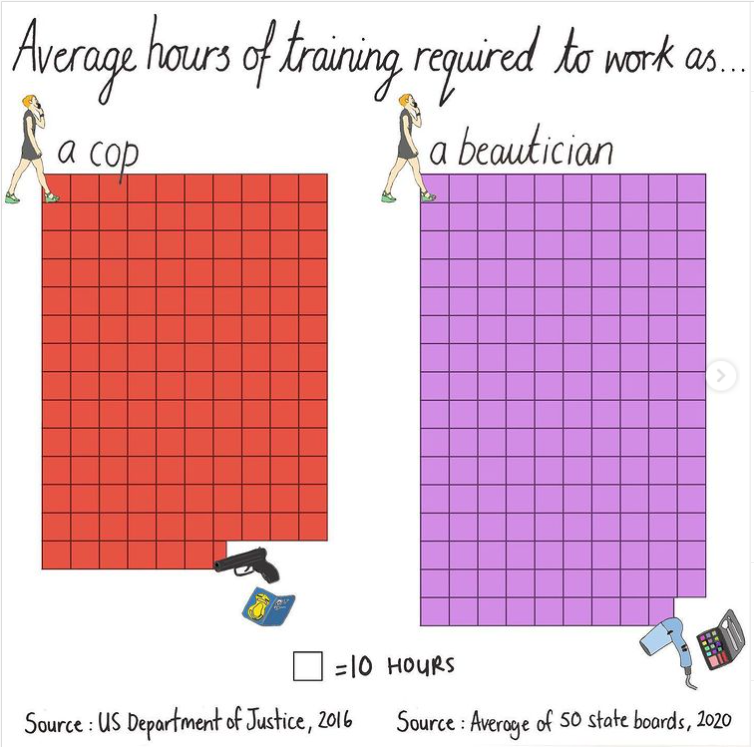 Average hours of training required to work as...
a cop
a beautician
=10 HOURS
Source: US Department of Justice, 2016
Source: Average of 50 state boards, 2020